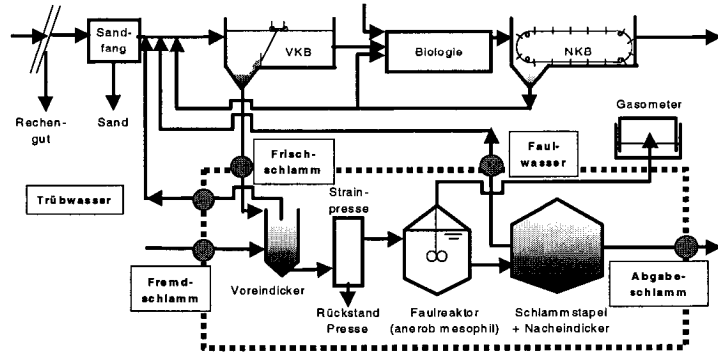 Sand-
fang
VKB
Biologie
NKB
Rechen-
gut
Sand
Gasometer
Frisch-
schlamm
Faul-
wasser
Trübwasser
Strain-
presse
Fremd-
schlamm
Voreindicker
Rückstand
Presse
Faulreaktor
(anerob mesophil)
Schlammstapel
+ Nacheindicker
Abgabe-
schlamm